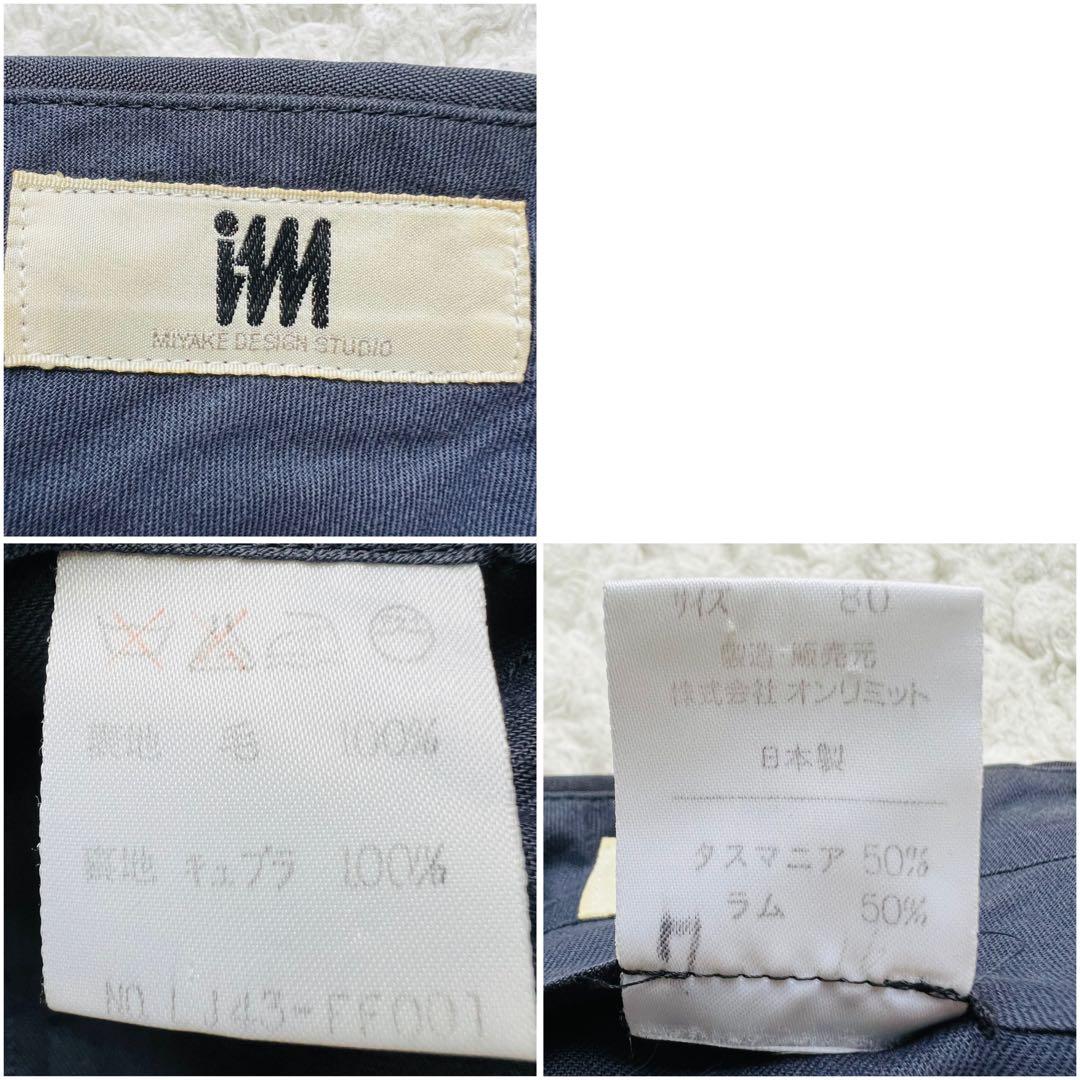 iM
MIYAKE DESIGN STUDIO
表地 毛 100%
裏地 キュプラ 100%
NO. I J43-FF001
サイズ 80
製造・販売元
株式会社オンリミット
日本製
タスマニア 50%
ラム 50%